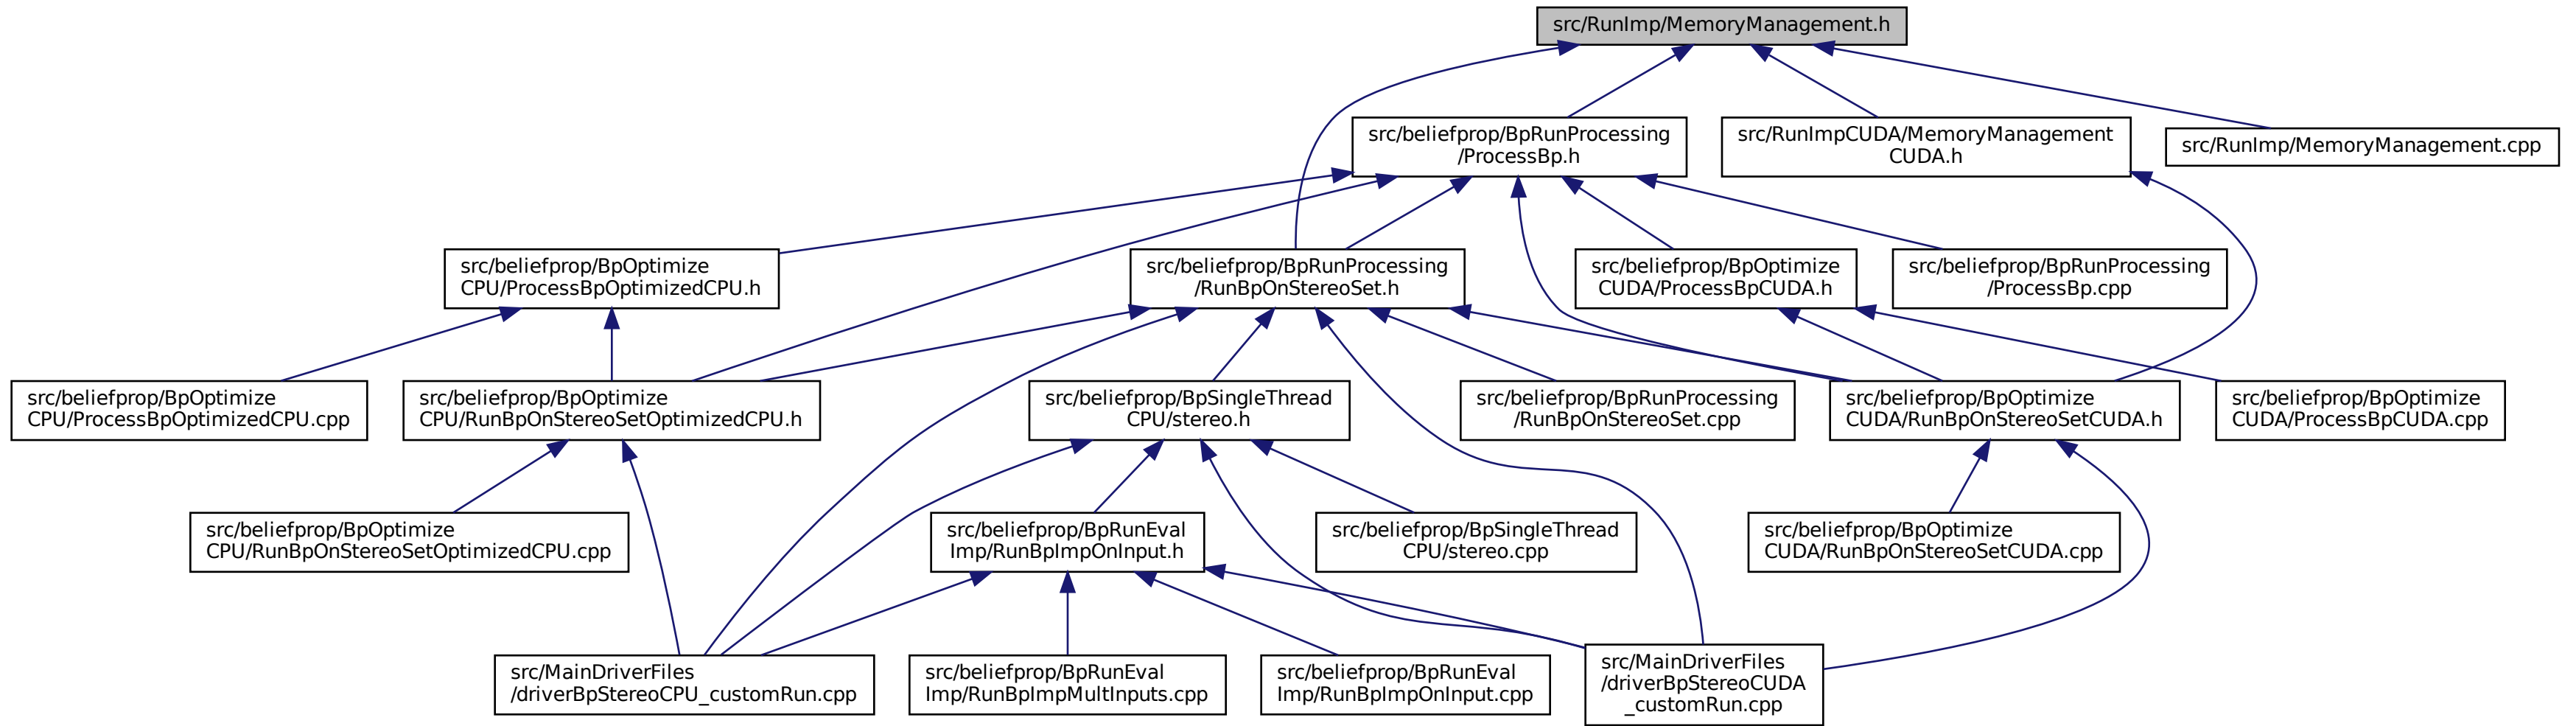 src/RunImp/MemoryManagement.h
src/beliefprop/BpRunProcessing
/ProcessBp.h
src/RunImpCUDA/MemoryManagement
CUDA.h
src/RunImp/MemoryManagement.cpp
src/beliefprop/BpOptimize
CPU/ProcessBpOptimizedCPU.h
src/beliefprop/BpRunProcessing
/RunBpOnStereoSet.h
src/beliefprop/BpOptimize
CUDA/ProcessBpCUDA.h
src/beliefprop/BpRunProcessing
/ProcessBp.cpp
src/beliefprop/BpOptimize
CPU/ProcessBpOptimizedCPU.cpp
src/beliefprop/BpOptimize
CPU/RunBpOnStereoSetOptimizedCPU.h
src/beliefprop/BpSingleThread
CPU/stereo.h
src/beliefprop/BpRunProcessing
/RunBpOnStereoSet.cpp
src/beliefprop/BpOptimize
CUDA/RunBpOnStereoSetCUDA.h
src/beliefprop/BpOptimize
CUDA/ProcessBpCUDA.cpp
src/beliefprop/BpOptimize
CPU/RunBpOnStereoSetOptimizedCPU.cpp
src/beliefprop/BpRunEval
Imp/RunBpImpOnInput.h
src/beliefprop/BpSingleThread
CPU/stereo.cpp
src/beliefprop/BpOptimize
CUDA/RunBpOnStereoSetCUDA.cpp
src/MainDriverFiles
/driverBpStereoCPU_customRun.cpp
src/beliefprop/BpRunEval
Imp/RunBpImpMultInputs.cpp
src/beliefprop/BpRunEval
Imp/RunBpImpOnInput.cpp
src/MainDriverFiles
/driverBpStereoCUDA
_customRun.cpp